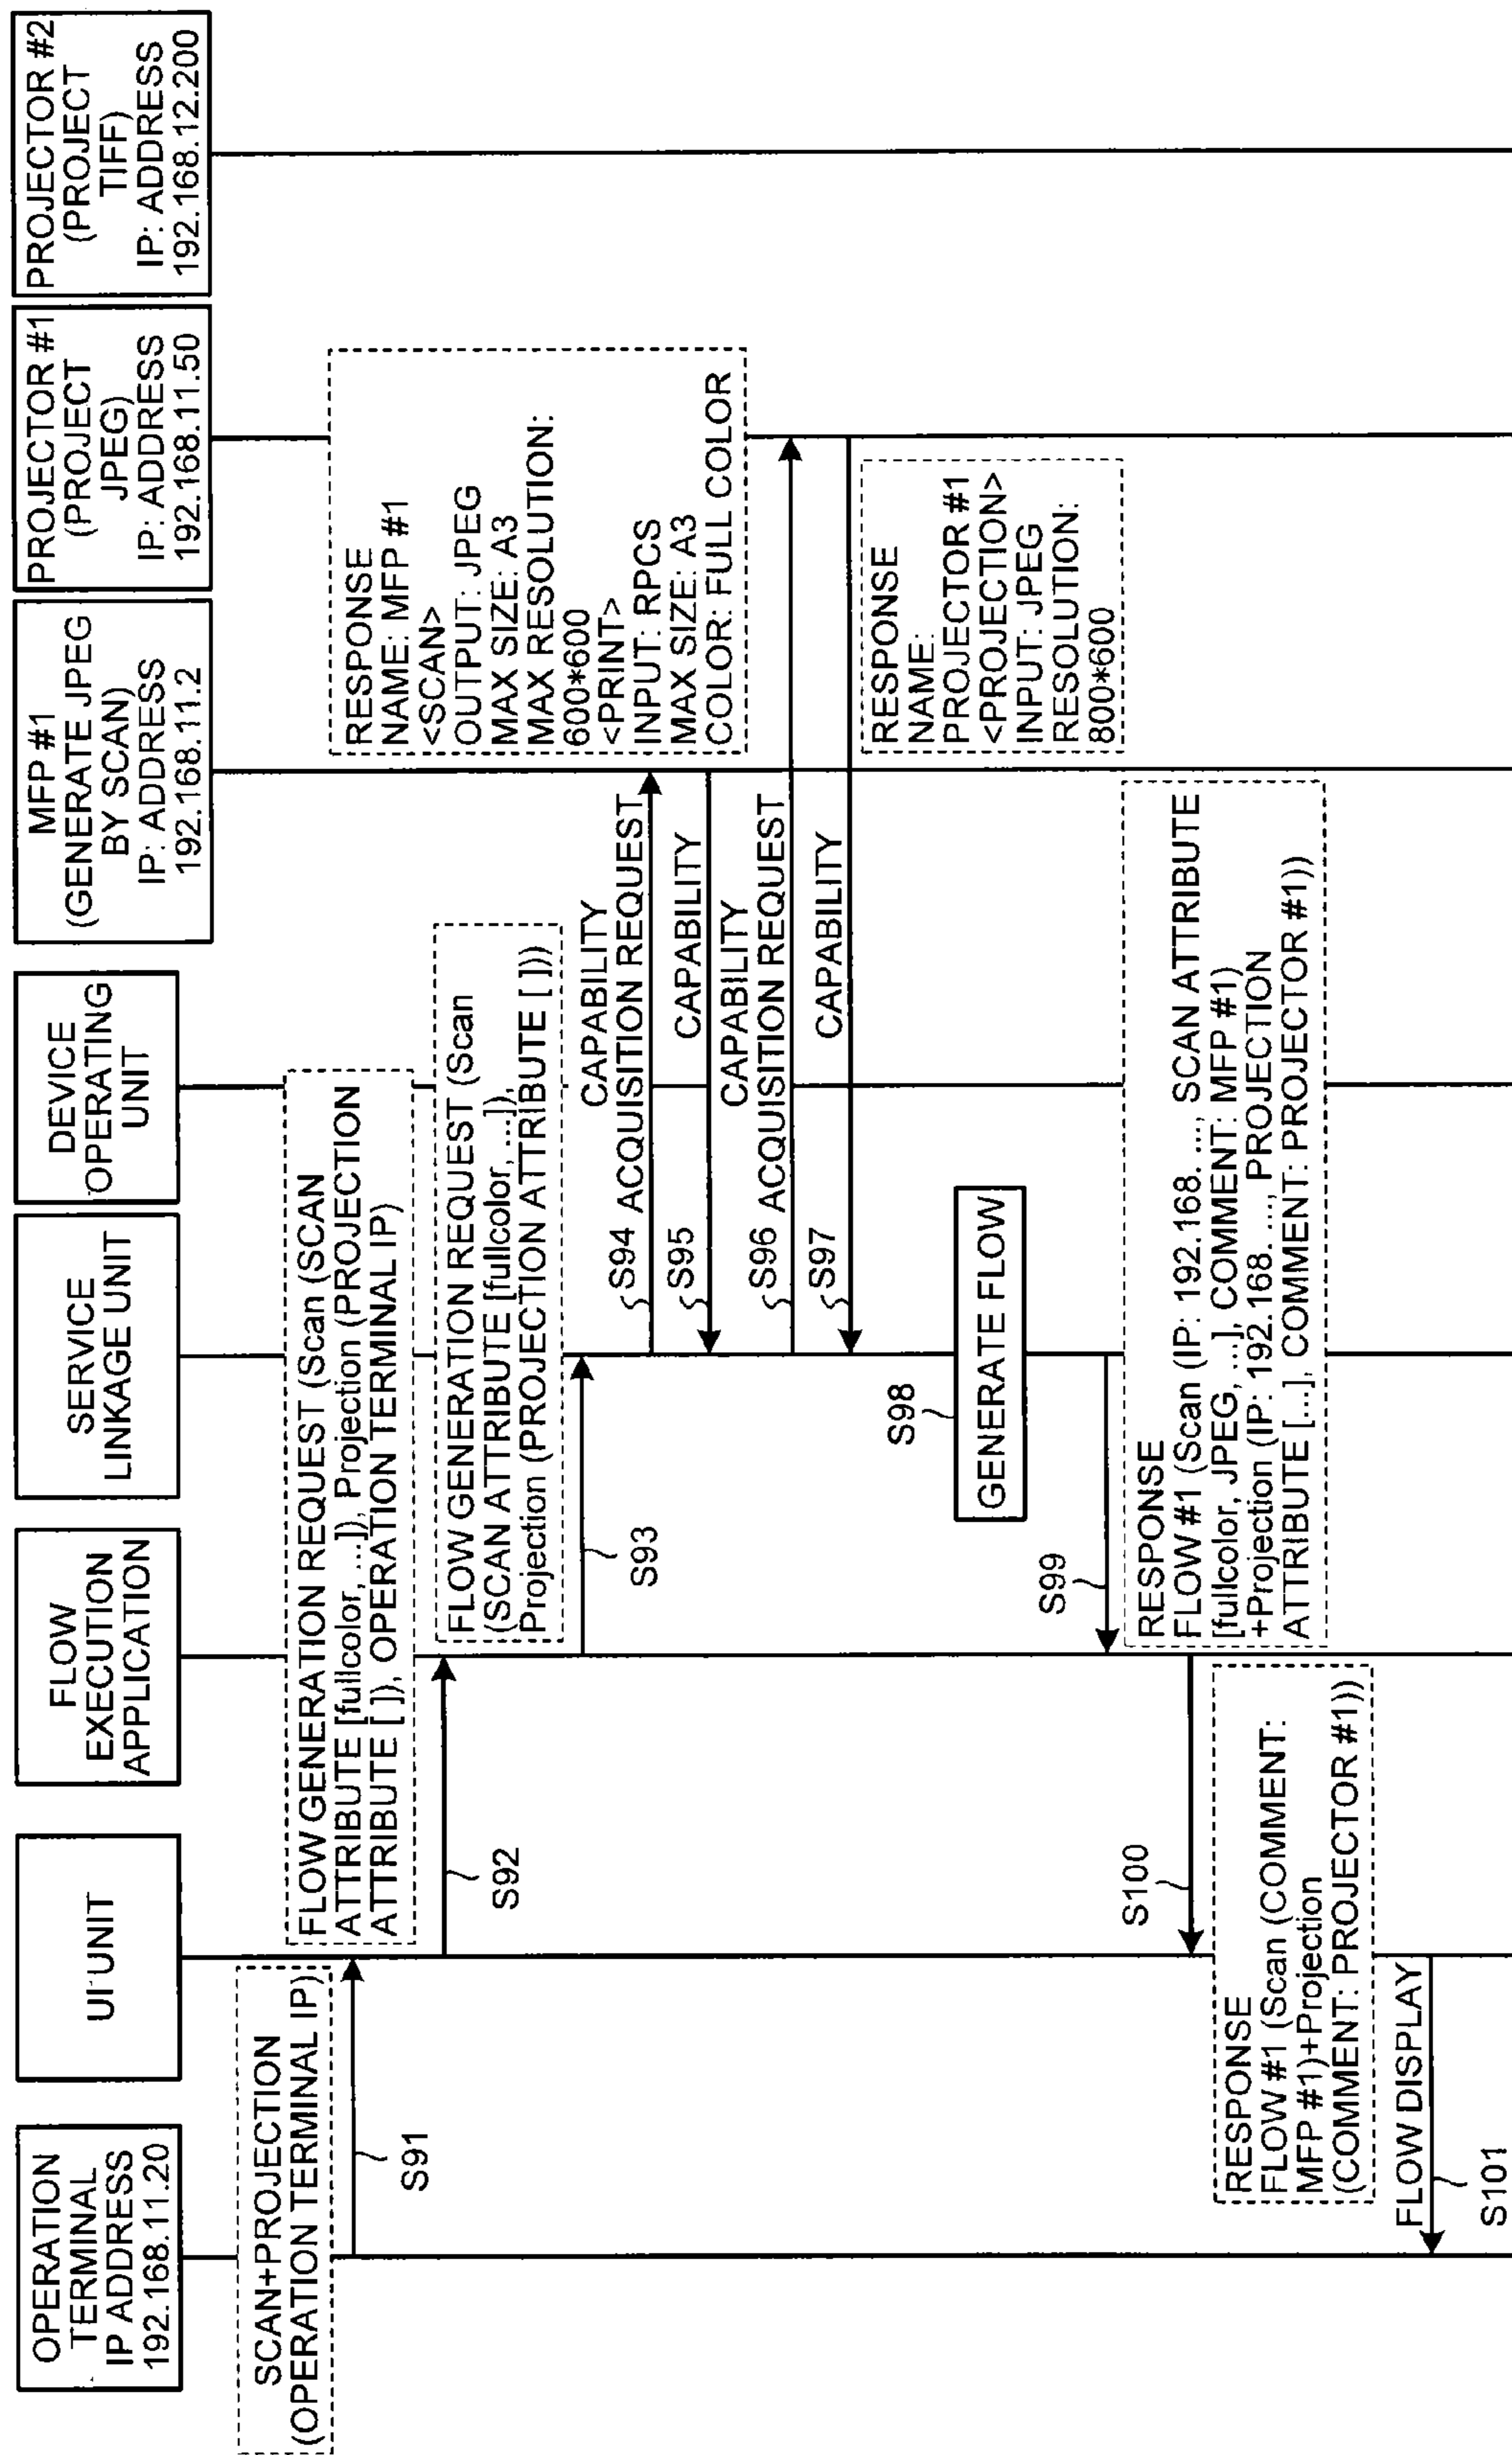 OPERATION
TERMINAL
IP ADDRESS
192.168.11.20
UI UNIT
FLOW
EXECUTION
APPLICATION
SERVICE
LINKAGE UNIT
DEVICE
OPERATING
UNIT
MFP #1
(GENERATE JPEG
BY SCAN)
IP: ADDRESS
192.168.11.2
PROJECTOR #1
(PROJECT
JPEG)
IP: ADDRESS
192.168.11.50
PROJECTOR #2
(PROJECT
TIFF)
IP: ADDRESS
192.168.12.200
SCAN+PROJECTION
(OPERATION TERMINAL IP)
S91
FLOW GENERATION REQUEST (Scan (SCAN
ATTRIBUTE [fullcolor, ...]), Projection (PROJECTION
ATTRIBUTE [ ]), OPERATION TERMINAL IP)
S92
FLOW GENERATION REQUEST (Scan
(SCAN ATTRIBUTE [fullcolor, ...]),
Projection (PROJECTION ATTRIBUTE [ ]))
S93
CAPABILITY
S94 ACQUISITION REQUEST
RESPONSE
NAME: MFP #1
<SCAN>
OUTPUT: JPEG
MAX SIZE: A3
MAX RESOLUTION:
600*600
<PRINT>
INPUT: RPCS
MAX SIZE: A3
COLOR: FULL COLOR
S95 CAPABILITY
CAPABILITY
S96 ACQUISITION REQUEST
S97 CAPABILITY
RESPONSE
NAME:
PROJECTOR #1
<PROJECTION>
INPUT: JPEG
RESOLUTION:
800*600
S98
GENERATE FLOW
S99
RESPONSE
FLOW #1 (Scan (IP: 192.168. ..., SCAN ATTRIBUTE
[fullcolor, JPEG, ...], COMMENT: MFP #1)
+Projection (IP: 192.168. ..., PROJECTION
ATTRIBUTE [...], COMMENT: PROJECTOR #1))
S100
RESPONSE
FLOW #1 (Scan (COMMENT:
MFP #1)+Projection
(COMMENT: PROJECTOR #1))
FLOW DISPLAY
S101